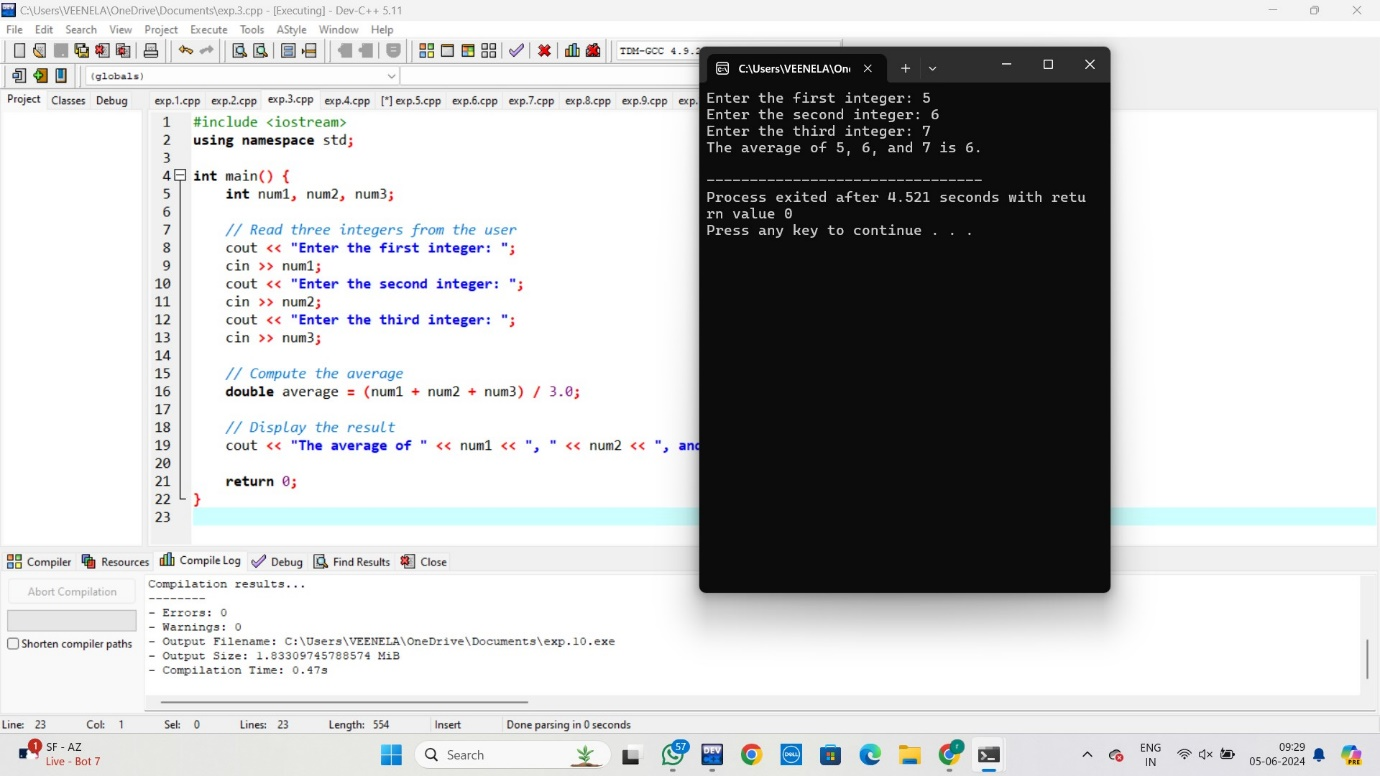 C:\Users\VEENELA\OneDrive\Documents\exp.3.cpp - [Executing] - Dev-C++ 5.11
File Edit Search View Project Execute Tools AStyle Window Help
TDM-GCC 4.9.2
(globals)
Project Classes Debug
exp.1.cpp exp.2.cpp exp.3.cpp exp.4.cpp [*] exp.5.cpp exp.6.cpp exp.7.cpp exp.8.cpp exp.9.cpp exp.
1 #include <iostream>
2 using namespace std;
3
4 int main() {
5 int num1, num2, num3;
6
7 // Read three integers from the user
8 cout << "Enter the first integer: ";
9 cin >> num1;
10 cout << "Enter the second integer: ";
11 cin >> num2;
12 cout << "Enter the third integer: ";
13 cin >> num3;
14
15 // Compute the average
16 double average = (num1 + num2 + num3) / 3.0;
17
18 // Display the result
19 cout << "The average of " << num1 << ", " << num2 << ", and
20
21 return 0;
22 }
23
C:\Users\VEENELA\On
Enter the first integer: 5
Enter the second integer: 6
Enter the third integer: 7
The average of 5, 6, and 7 is 6.
--------------------------------
Process exited after 4.521 seconds with retu
rn value 0
Press any key to continue . . .
Compiler Resources Compile Log Debug Find Results Close
Abort Compilation
Shorten compiler paths
Compilation results...
--------
- Errors: 0
- Warnings: 0
- Output Filename: C:\Users\VEENELA\OneDrive\Documents\exp.10.exe
- Output Size: 1.83309745788574 MiB
- Compilation Time: 0.47s
Line: 23 Col: 1 Sel: 0 Lines: 23 Length: 554 Insert Done parsing in 0 seconds
1
SF - AZ
Live - Bot 7
Search
57
DEV
DELL
ENG
IN
09:29
05-06-2024
PRE